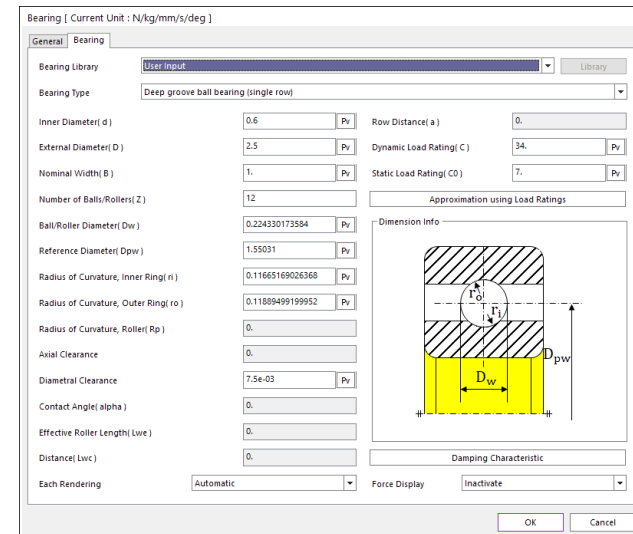 Bearing [ Current Unit : N/kg/mm/s/deg ]
General Bearing
Bearing Library User Input Library
Bearing Type Deep groove ball bearing (single row)
Inner Diameter( d ) 0.6 Pv Row Distance( a ) 0.
External Diameter( D ) 2.5 Pv Dynamic Load Rating( C ) 34. Pv
Nominal Width( B ) 1. Pv Static Load Rating( C0 ) 7. Pv
Number of Balls/Rollers( Z ) 12 Approximation using Load Ratings
Ball/Roller Diameter( Dw ) 0.224330173584 Pv Dimension Info
Reference Diameter( Dpw ) 1.55031 Pv
Radius of Curvature, Inner Ring( ri ) 0.11665169026368 Pv
Radius of Curvature, Outer Ring( ro ) 0.11889499199952 Pv
Radius of Curvature, Roller( Rp ) 0.
Axial Clearance 0.
Diametral Clearance 7.5e-03 Pv
Contact Angle( alpha ) 0.
Effective Roller Length( Lwe ) 0.
Distance( Lwc ) 0.
ro
ri
Dpw
Dw
Damping Characteristic
Each Rendering Automatic Force Display Inactivate
OK Cancel